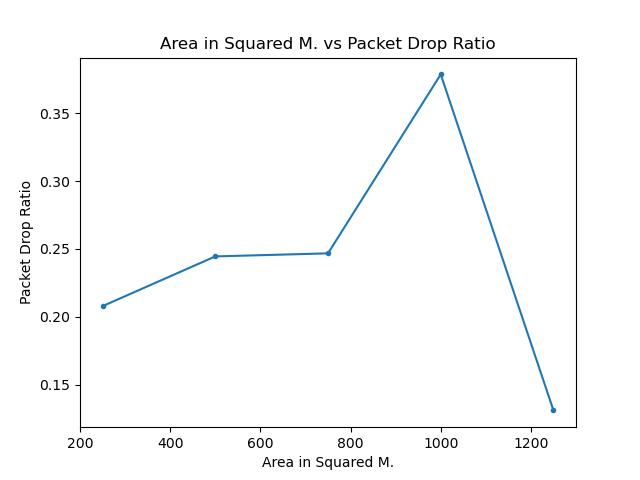 Area in Squared M. vs Packet Drop Ratio
Packet Drop Ratio
0.35
0.30
0.25
0.20
0.15
200 400 600 800 1000 1200
Area in Squared M.